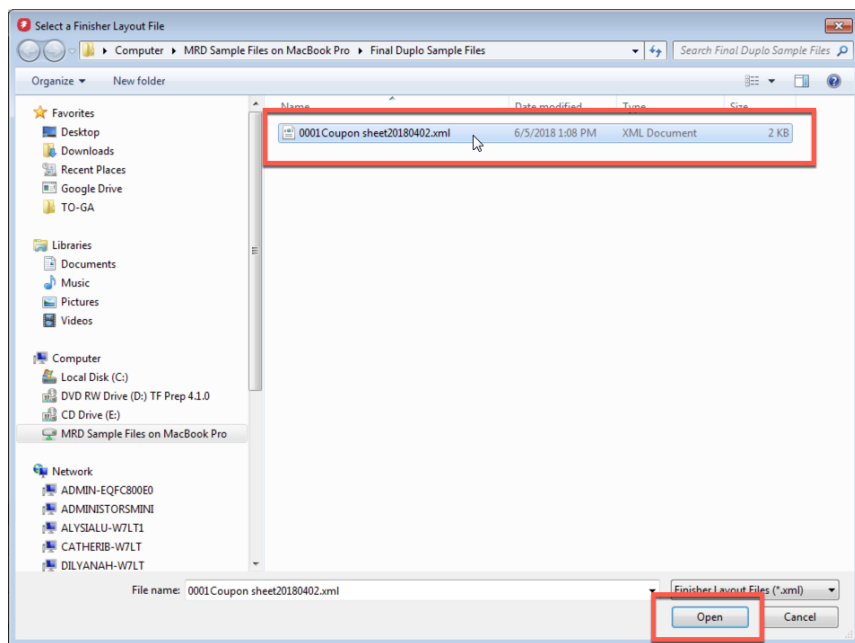 Select a Finisher Layout File
Computer MRD Sample Files on MacBook Pro Final Duplo Sample Files
Search Final Duplo Sample Files
Organize New folder
Name Date modified Type Size
0001Coupon sheet20180402.xml 6/5/2018 1:08 PM XML Document 2 KB
Favorites
Desktop
Downloads
Recent Places
Google Drive
TO-GA
Libraries
Documents
Music
Pictures
Videos
Computer
Local Disk (C:)
DVD RW Drive (D:) TF Prep 4.1.0
CD Drive (E:)
MRD Sample Files on MacBook Pro
Network
ADMIN-EQFC800E0
ADMINISTORSMINI
ALYSIALU-W7LT1
CATHERIB-W7LT
DILYANAH-W7LT
File name: 0001Coupon sheet20180402.xml
Finisher Layout Files (*.xml)
Open Cancel